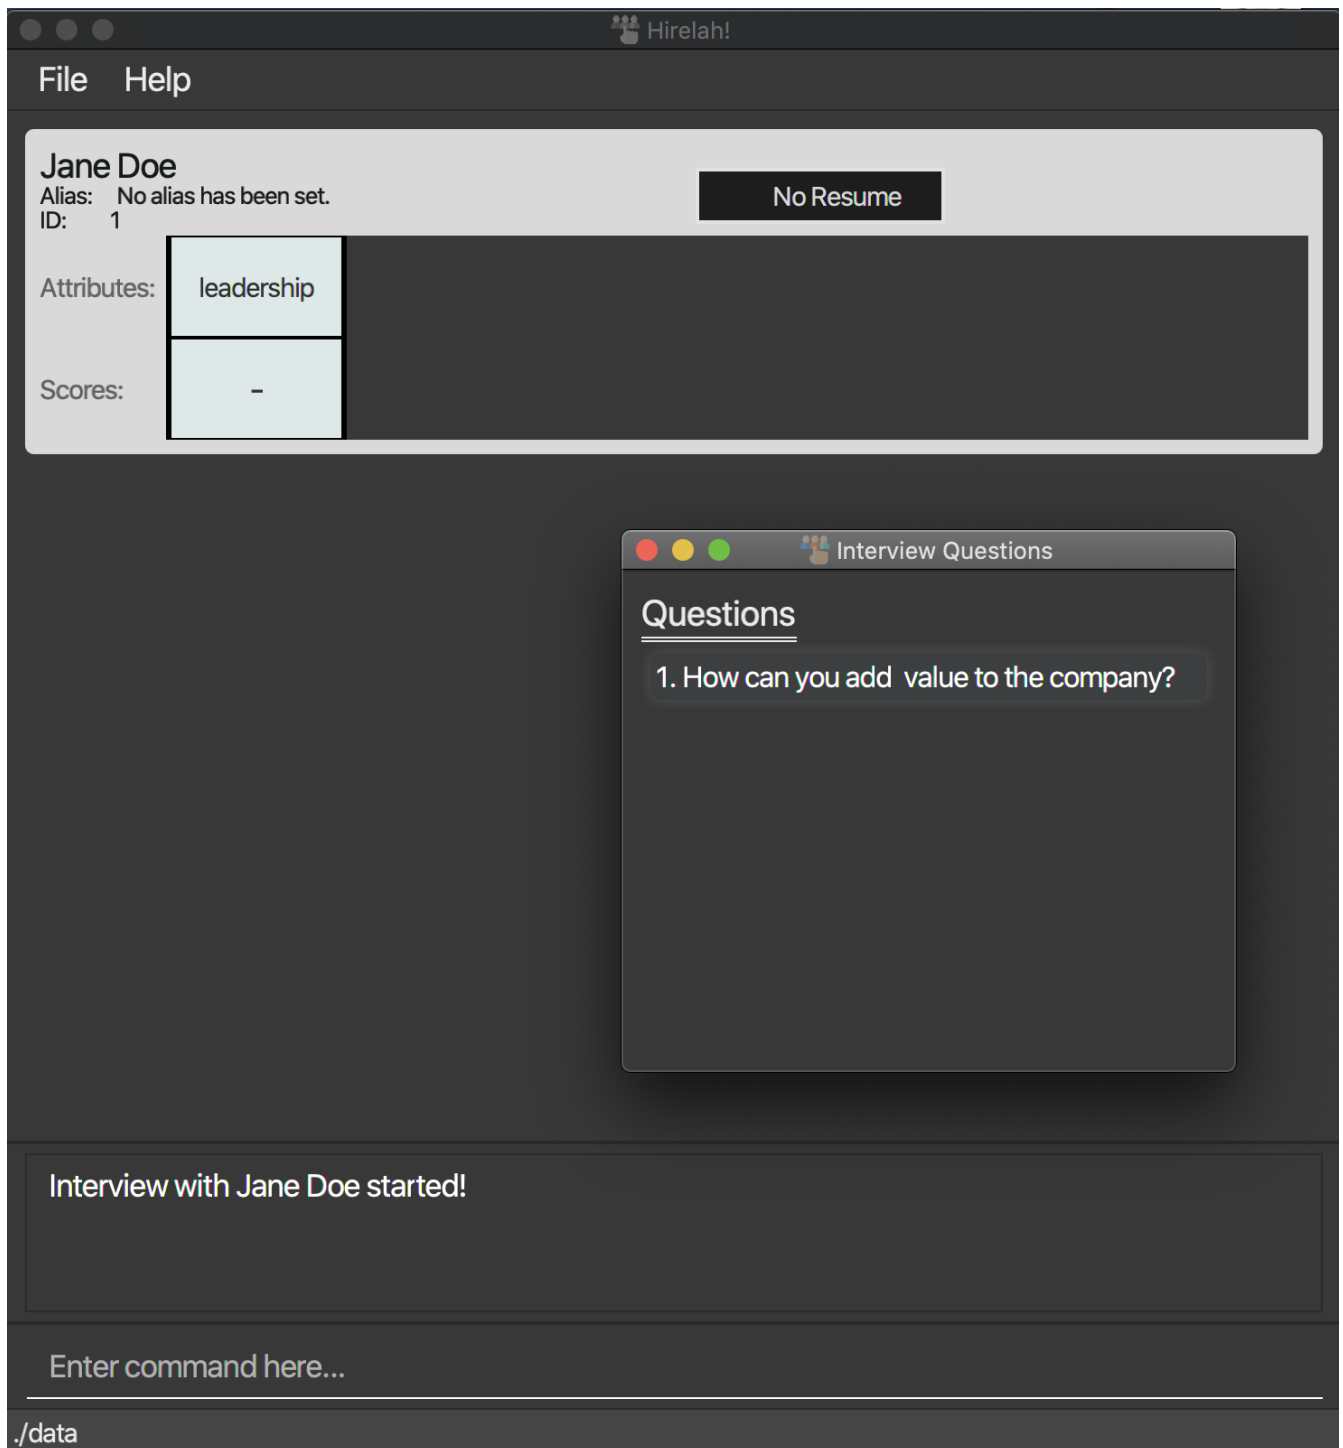 Hirelah!
File Help
Jane Doe
Alias: No alias has been set.
ID: 1
No Resume
Attributes: leadership
Scores: -
Interview Questions
Questions
1. How can you add  value to the company?
Interview with Jane Doe started!
Enter command here...
./data